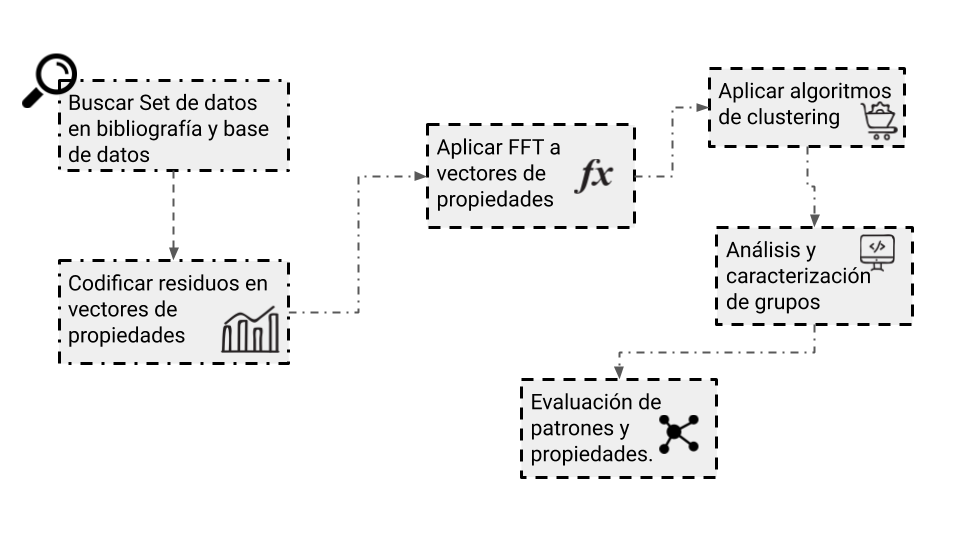 Buscar Set de datos
en bibliografía y base
de datos
Codificar residuos en
vectores de
propiedades
Aplicar FFT a
vectores de
propiedades
fx
Aplicar algoritmos
de clustering
</>
Análisis y
caracterización
de grupos
Evaluación de
patrones y
propiedades.